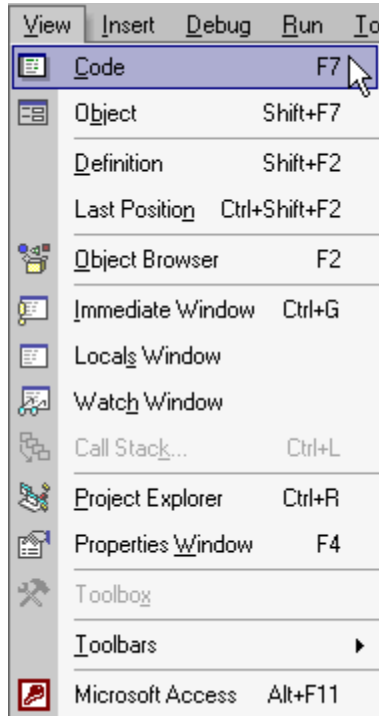 View Insert Debug Run To
Code F7
Object Shift+F7
Definition Shift+F2
Last Position Ctrl+Shift+F2
Object Browser F2
Immediate Window Ctrl+G
Locals Window
Watch Window
Call Stack... Ctrl+L
Project Explorer Ctrl+R
Properties Window F4
Toolbox
Toolbars
Microsoft Access Alt+F11